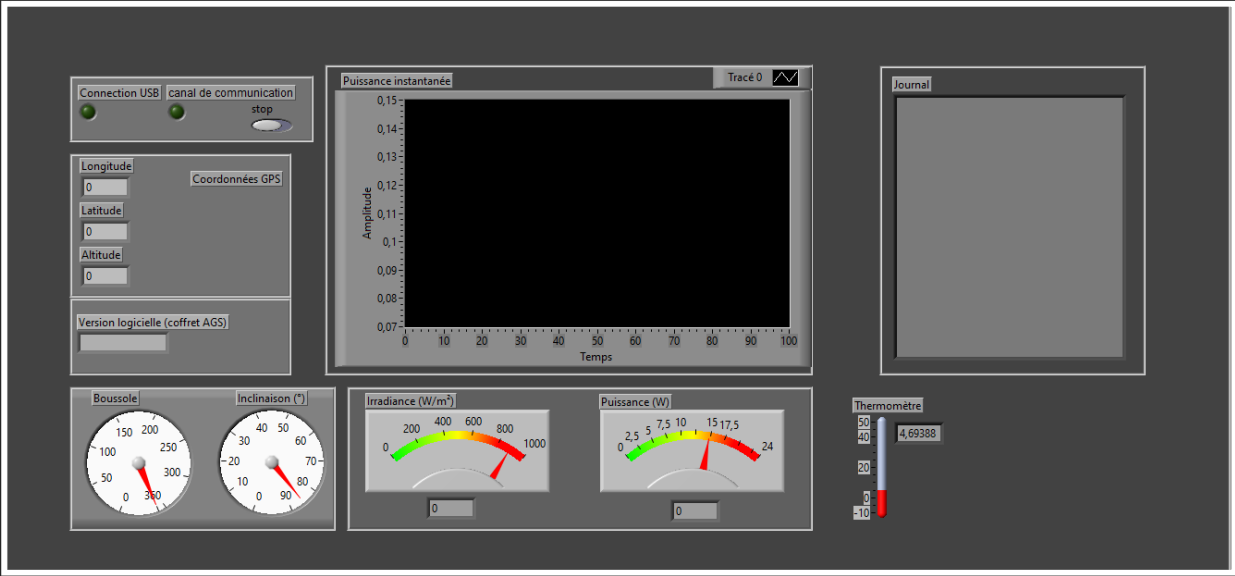 Connection USB
canal de communication
stop
Longitude
0
Coordonnées GPS
Latitude
0
Altitude
0
Version logicielle (coffret AGS)
Puissance instantanée
Tracé 0
Amplitude
0,15
0,14
0,13
0,12
0,11
0,1
0,09
0,08
0,07
0 10 20 30 40 50 60 70 80 90 100
Temps
Journal
Boussole
0 50 100 150 200 250 300 360
Inclinaison (°)
0 10 20 30 40 50 60 70 80 90
Irradiance (W/m²)
0 200 400 600 800 1000
0
Puissance (W)
0 2,5 5 7,5 10 15 17,5 24
0
Thermomètre
50
40
20
0
-10
4,69388